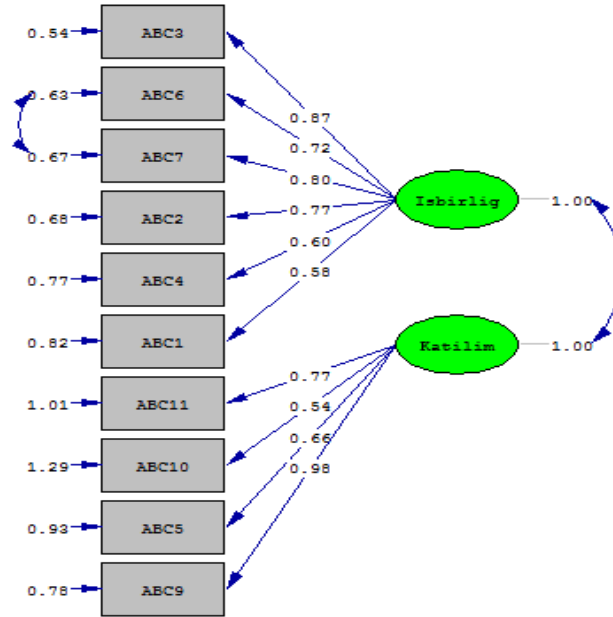 0.54 ABC3
0.63 ABC6
0.67 ABC7
0.68 ABC2
0.77 ABC4
0.82 ABC1
1.01 ABC11
1.29 ABC10
0.93 ABC5
0.78 ABC9
0.87
0.72
0.80
0.77
0.60
0.58
0.77
0.54
0.66
0.98
Isbirlig 1.00
Katilim 1.00